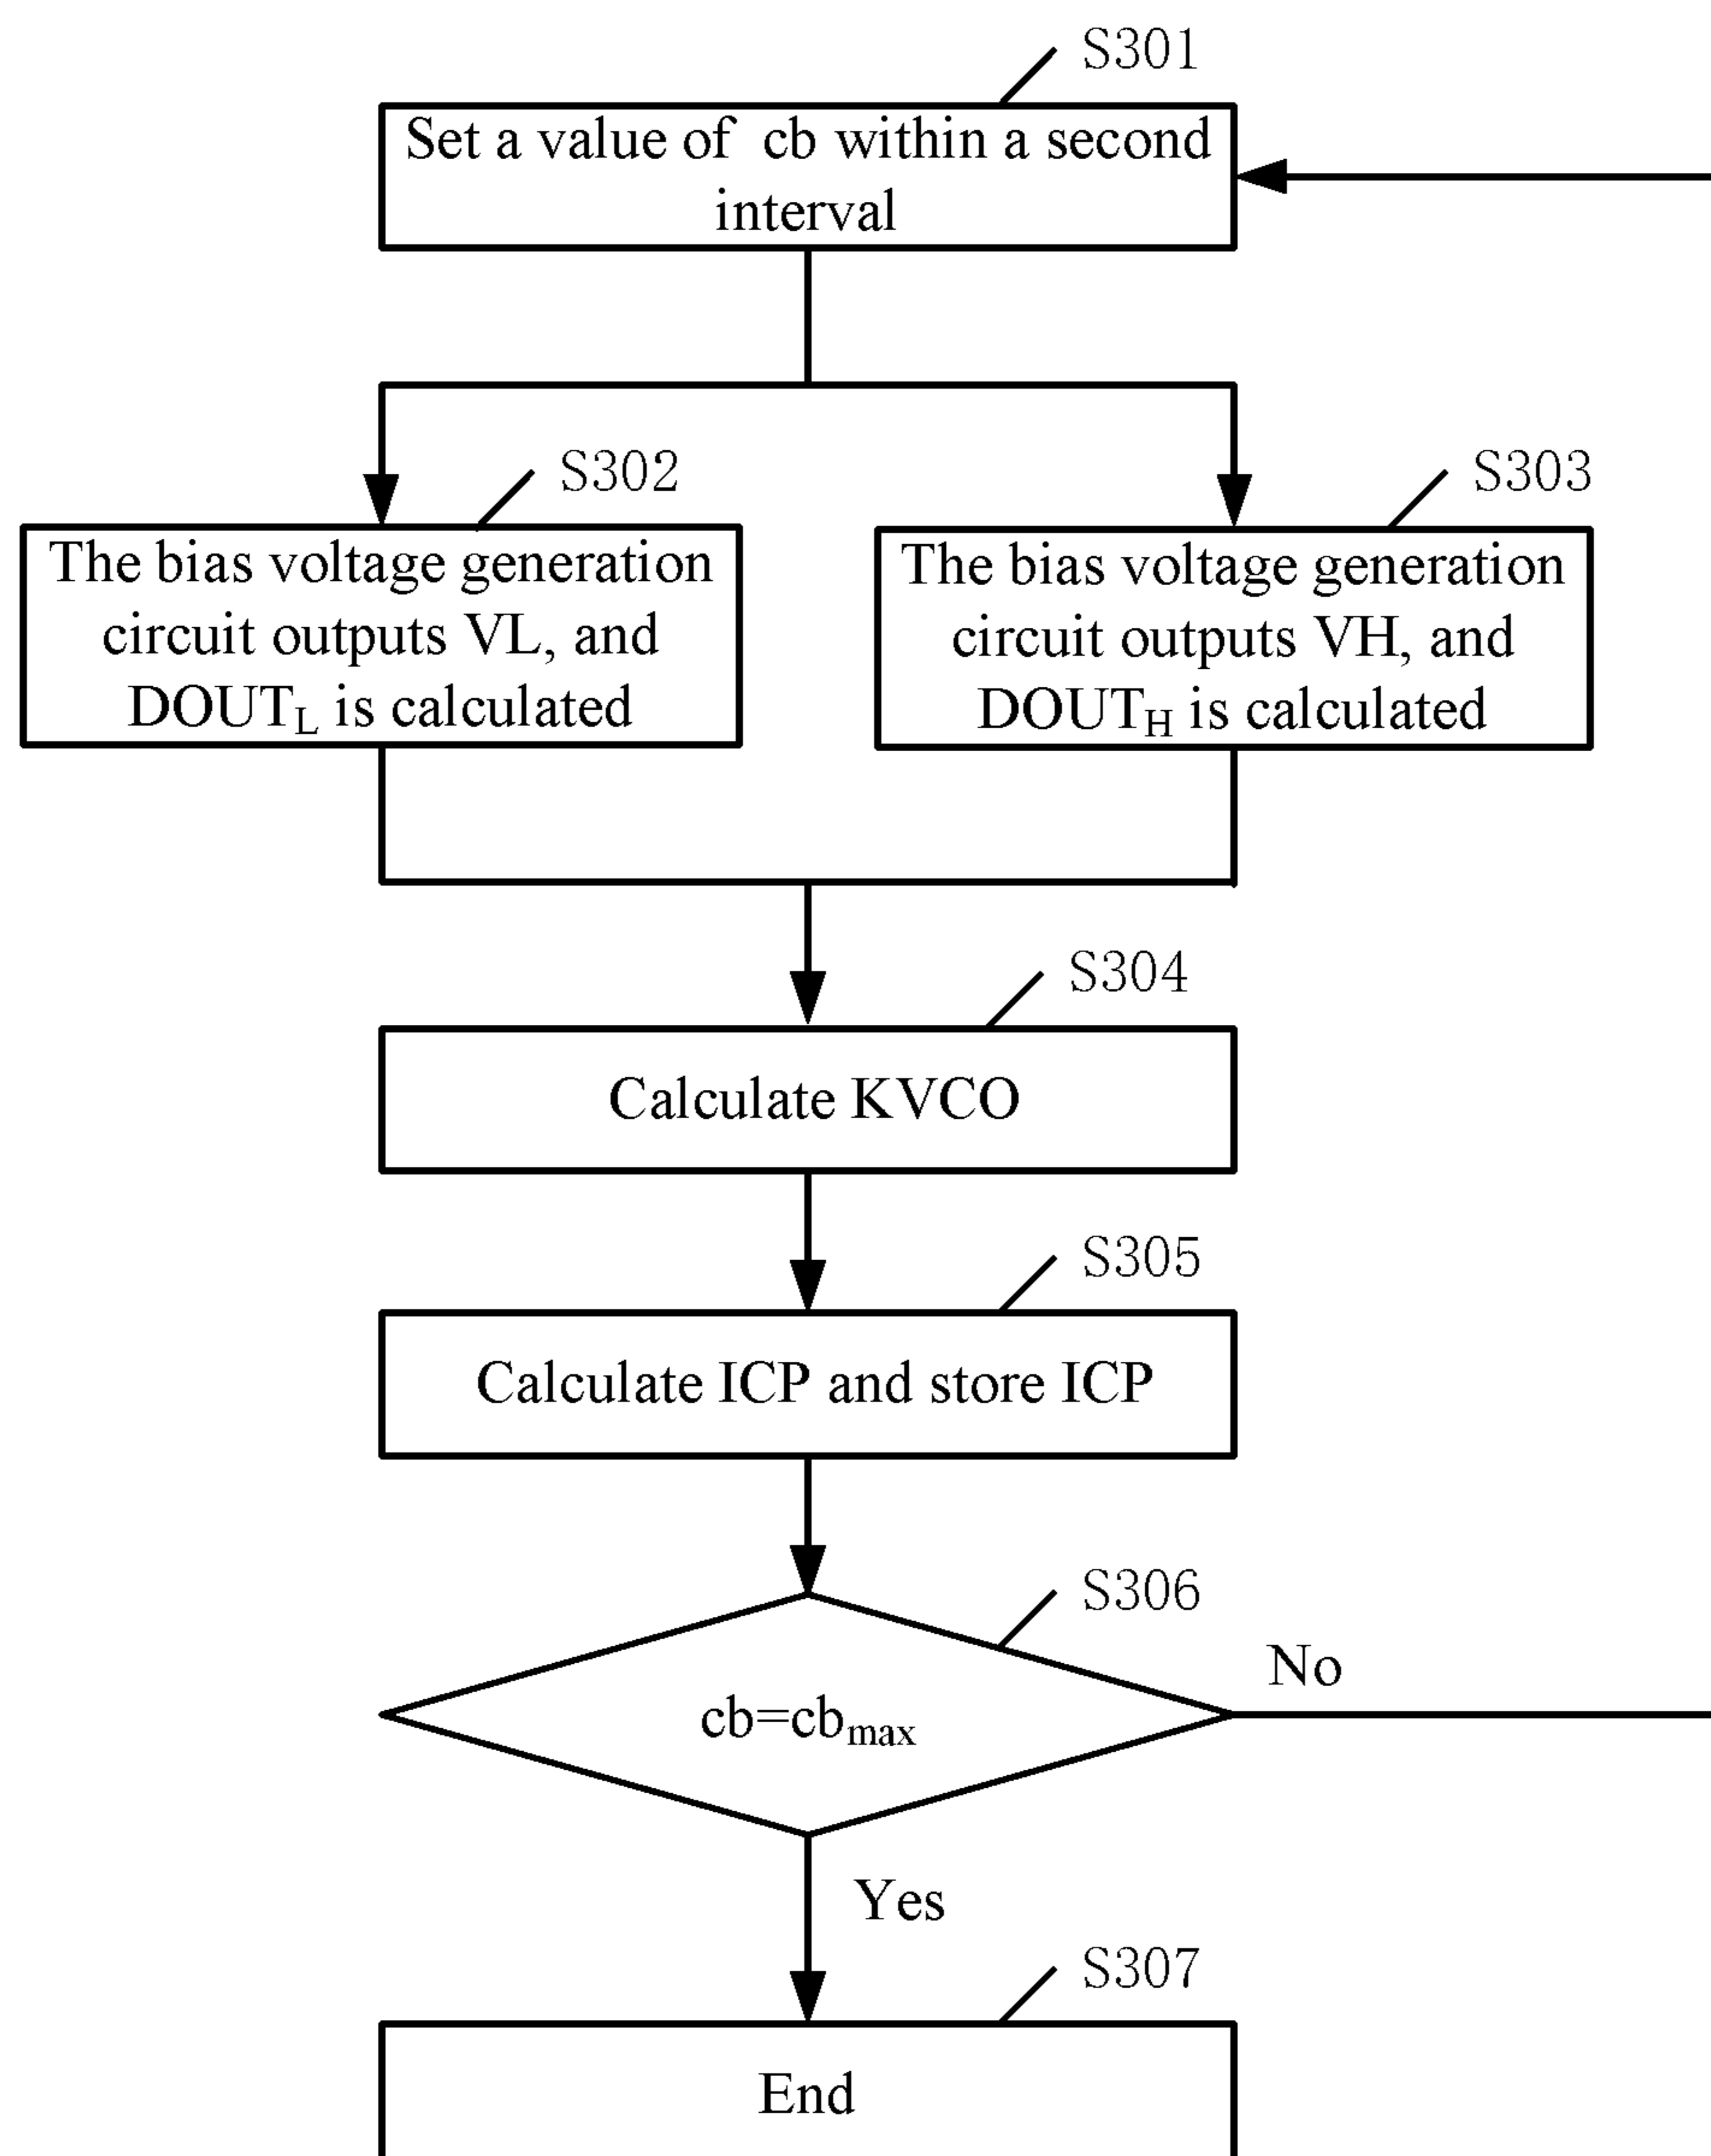 S301
Set a value of cb within a second
interval
S302
The bias voltage generation
circuit outputs VL, and
DOUTL is calculated
S303
The bias voltage generation
circuit outputs VH, and
DOUTH is calculated
S304
Calculate KVCO
S305
Calculate ICP and store ICP
S306
cb=cbmax
No
Yes
S307
End